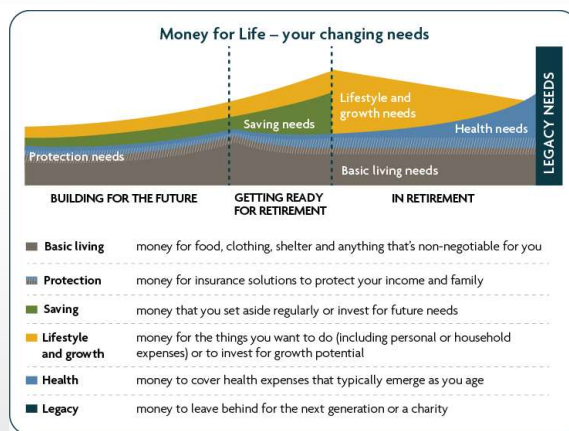 Money for Life – your changing needs
Lifestyle and
growth needs
Saving needs
Health needs
Protection needs
Basic living needs
LEGACY NEEDS
BUILDING FOR THE FUTURE
GETTING READY
FOR RETIREMENT
IN RETIREMENT
Basic living money for food, clothing, shelter and anything that's non-negotiable for you
Protection money for insurance solutions to protect your income and family
Saving money that you set aside regularly or invest for future needs
Lifestyle money for the things you want to do (including personal or household
and growth expenses) or to invest for growth potential
Health money to cover health expenses that typically emerge as you age
Legacy money to leave behind for the next generation or a charity